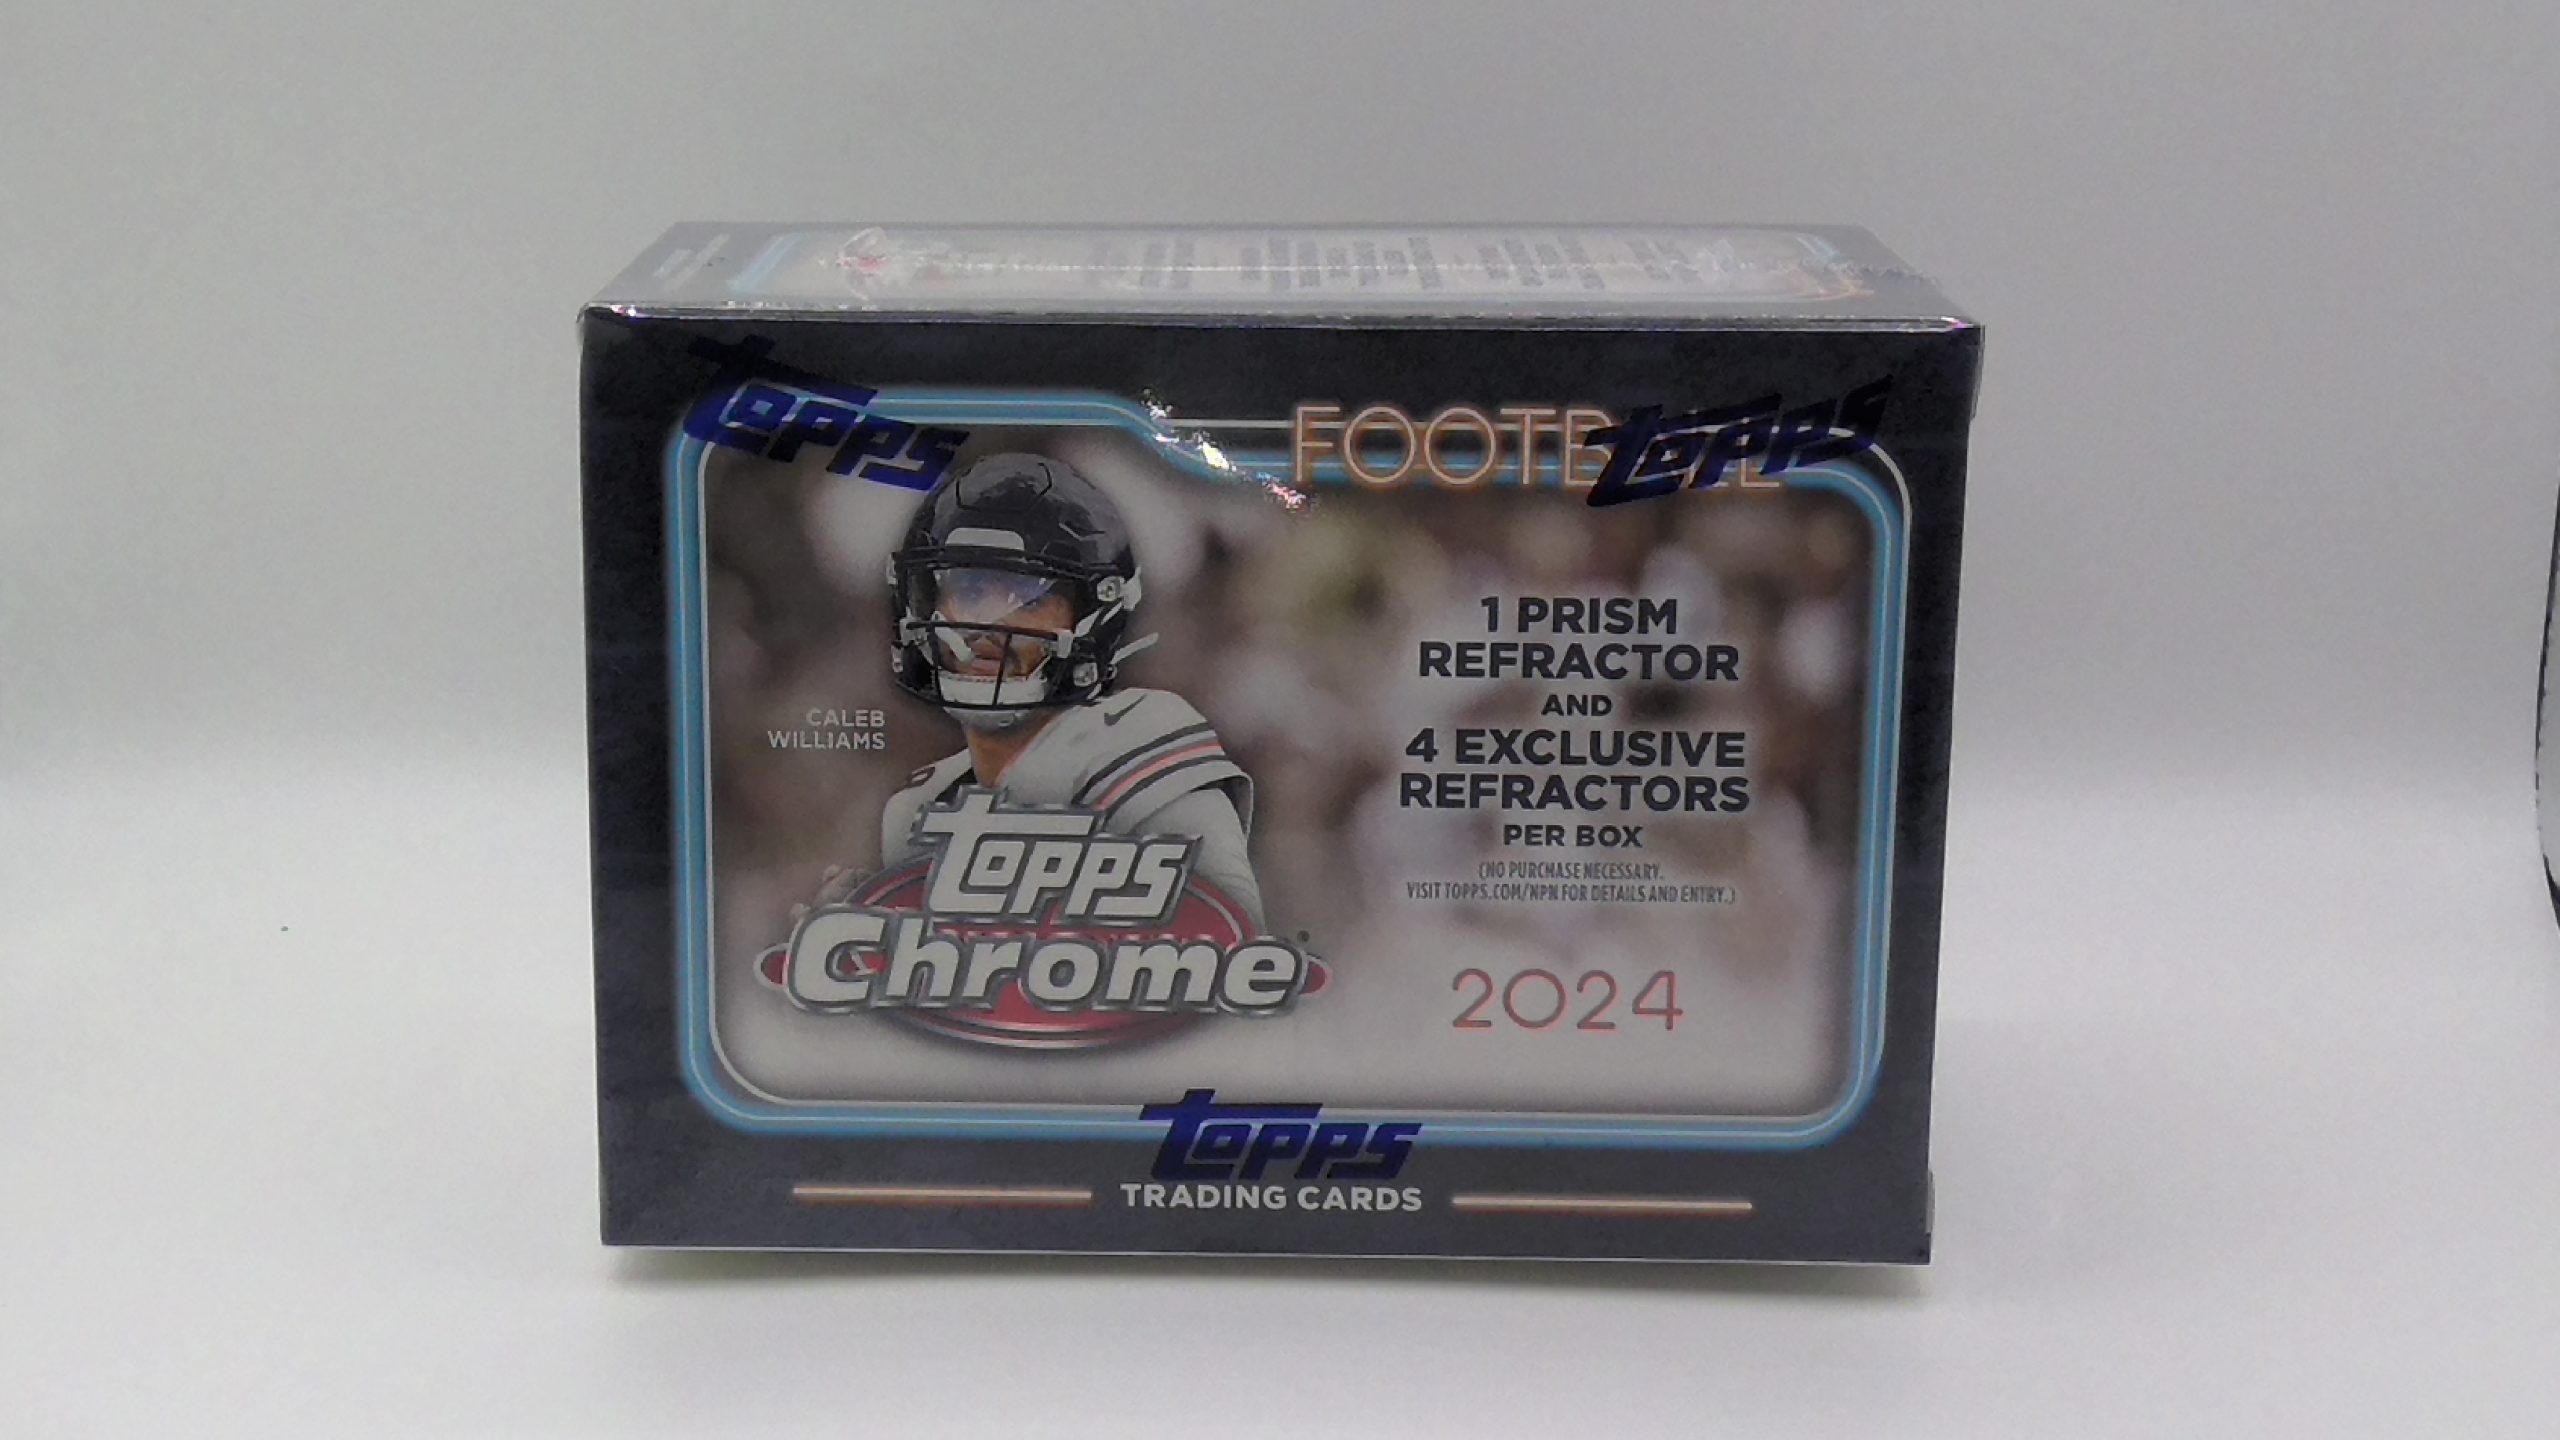 topps
FOOTBALL
topps
1 PRISM
REFRACTOR
AND
4 EXCLUSIVE
REFRACTORS
PER BOX
(NO PURCHASE NECESSARY.
VISIT TOPPS.COM/NPN FOR DETAILS AND ENTRY.)
CALEB
WILLIAMS
topps
Chrome
2024
topps
TRADING CARDS